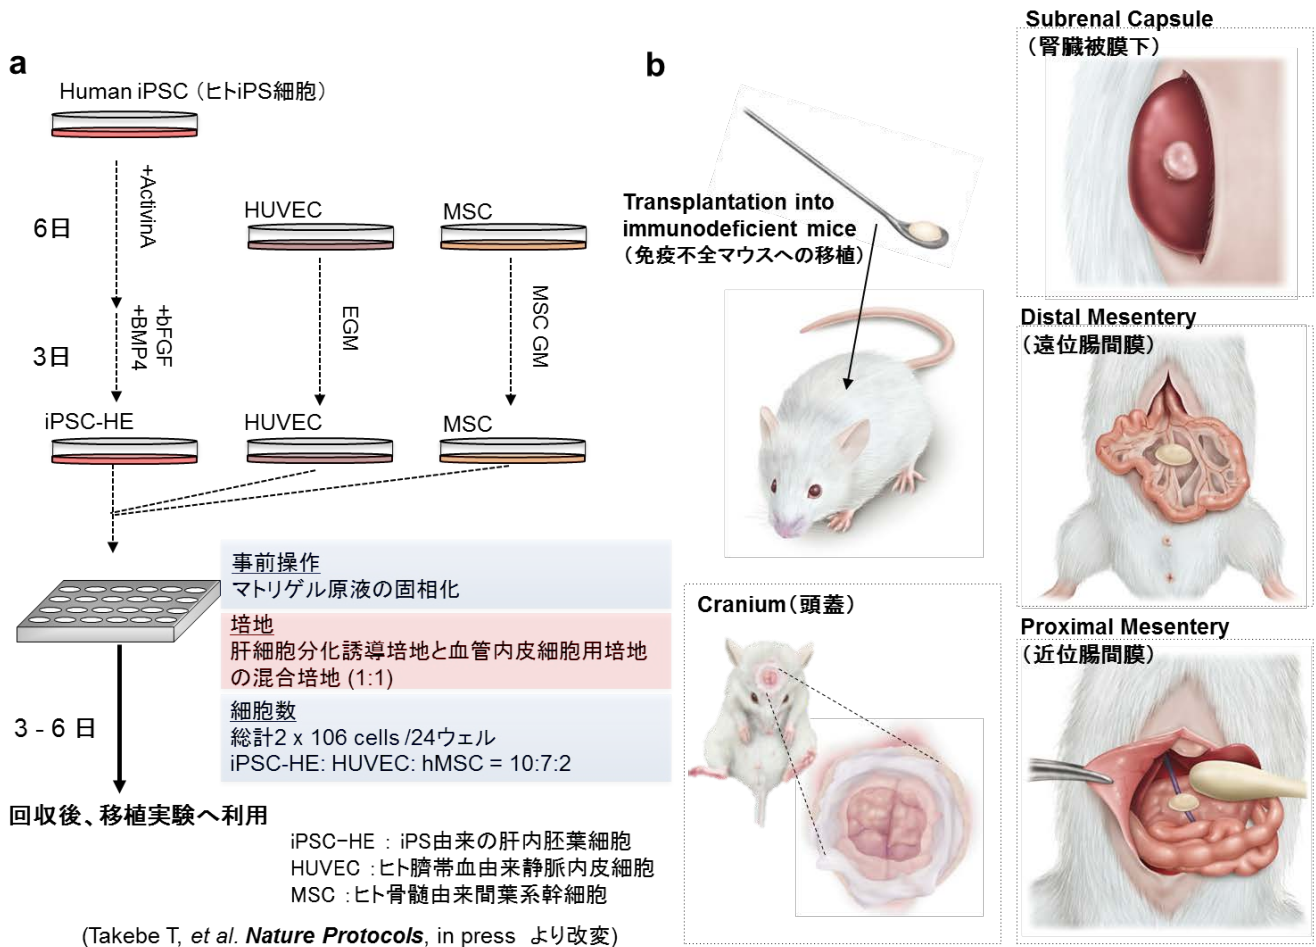 a
Human iPSC（ヒトiPS細胞）
+ActivinA
6日
HUVEC
MSC
+bFGF
+BMP4
3日
EGM
MSC GM
iPSC-HE
HUVEC
MSC
事前操作
マトリゲル原液の固相化
培地
肝細胞分化誘導培地と血管内皮細胞用培地
の混合培地 (1:1)
細胞数
総計2 x 106 cells /24ウェル
iPSC-HE: HUVEC: hMSC = 10:7:2
3 - 6 日
回収後、移植実験へ利用
iPSC-HE ： iPS由来の肝内胚葉細胞
HUVEC ：ヒト臍帯血由来静脈内皮細胞
MSC ：ヒト骨髄由来間葉系幹細胞
(Takebe T, et al. Nature Protocols, in press より改変)
b
Transplantation into
immunodeficient mice
（免疫不全マウスへの移植）
Cranium（頭蓋）
Subrenal Capsule
（腎臓被膜下）
Distal Mesentery
（遠位腸間膜）
Proximal Mesentery
（近位腸間膜）